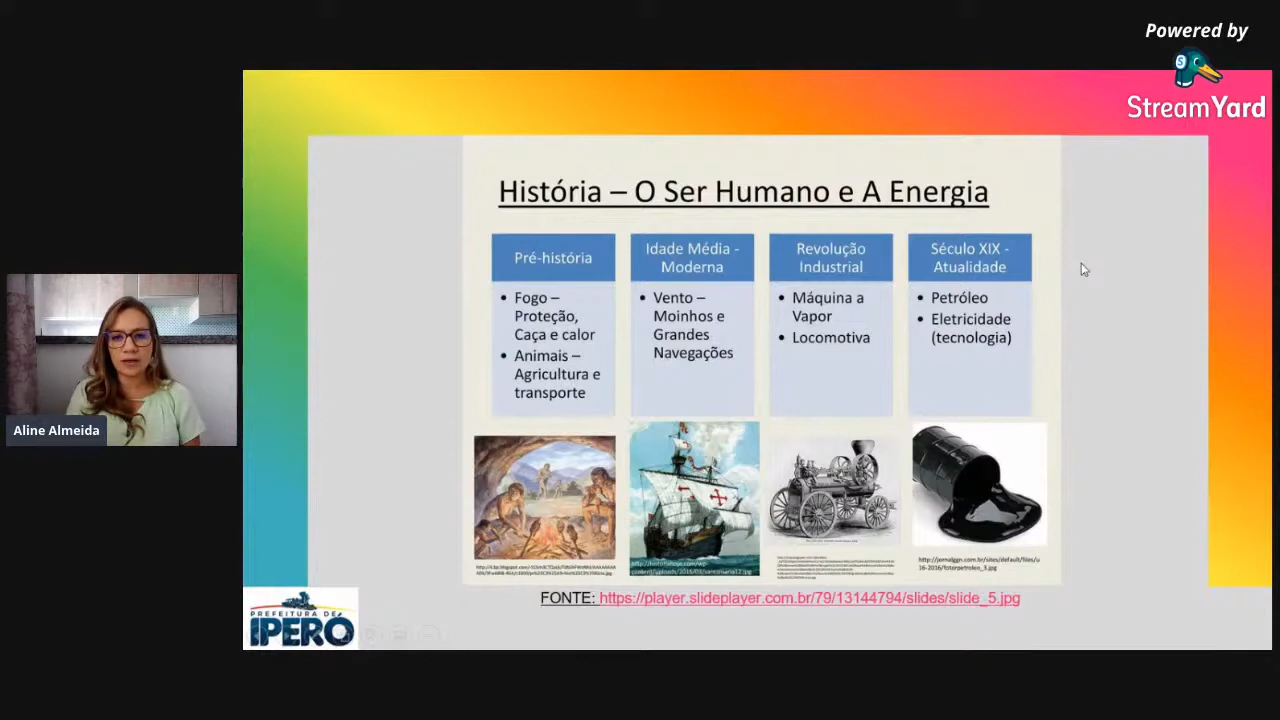 Powered by
StreamYard
História – O Ser Humano e A Energia
Pré-história
• Fogo –
Proteção,
Caça e calor
• Animais –
Agricultura e
transporte
Idade Média -
Moderna
• Vento –
Moinhos e
Grandes
Navegações
Revolução
Industrial
• Máquina a
Vapor
• Locomotiva
Século XIX -
Atualidade
• Petróleo
• Eletricidade
(tecnologia)
FONTE: https://player.slideplayer.com.br/79/13144794/slides/slide_5.jpg
Aline Almeida
PREFEITURA DE
IPERÓ